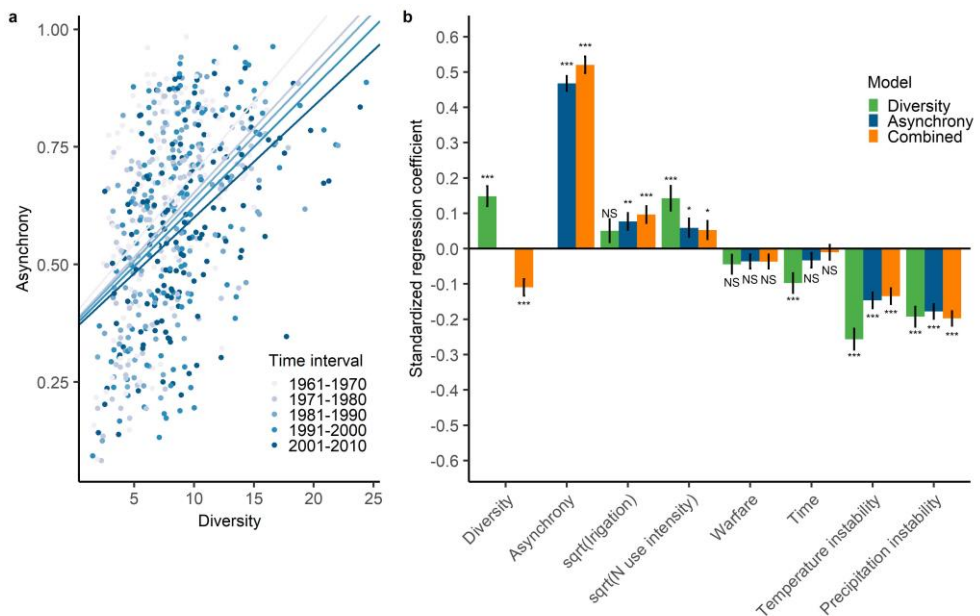 a
Asynchrony
1.00
0.75
0.50
0.25
5
10
15
20
25
Diversity
Time interval
1961-1970
1971-1980
1981-1990
1991-2000
2001-2010
b
Standardized regression coefficient
0.6
0.5
0.4
0.3
0.2
0.1
0.0
-0.1
-0.2
-0.3
-0.4
-0.5
-0.6
***
***
***
***
NS
**
***
***
*
*
NS
NS
NS
***
NS
NS
***
***
***
***
***
***
Model
Diversity
Asynchrony
Combined
Diversity
Asynchrony
sqrt(Irigation)
sqrt(N use intensity)
Warfare
Time
Temperature instability
Precipitation instability